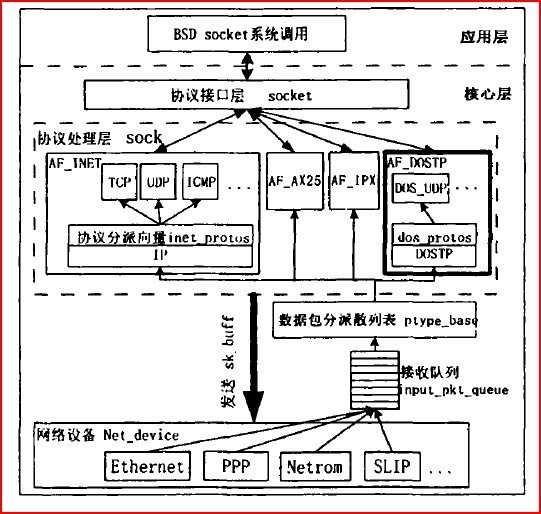 BSD socket系统调用
应用层
协议接口层 socket
核心层
协议处理层 sock
AF_INET
TCP UDP ICMP ...
协议分派向量inet_protos
IP
AF_AX25
AF_IPX
AF_DOSTP
DOS_UDP ...
dos_protos
DOSTP
数据包分派散列表 ptype_base
发送 sk_buff
接收队列
input_pkt_queue
网络设备 Net_device
Ethernet PPP Netrom SLIP ...